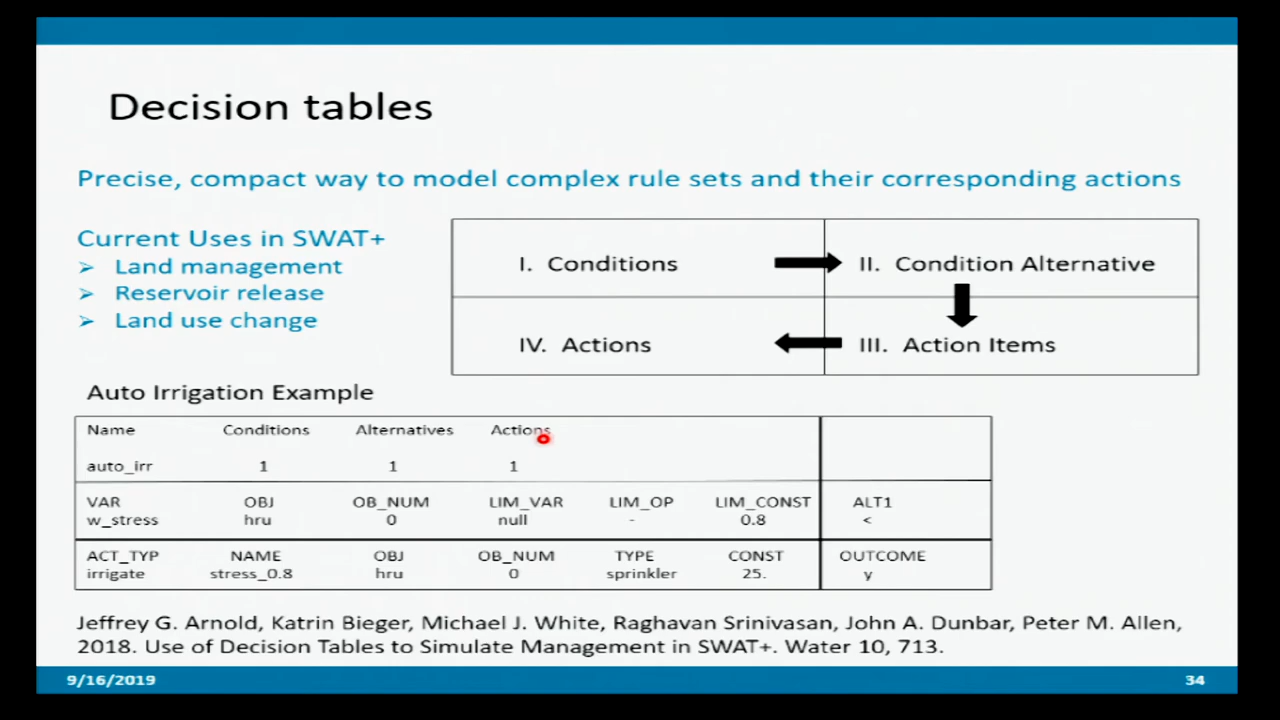 Decision tables
Precise, compact way to model complex rule sets and their corresponding actions
Current Uses in SWAT+
➢ Land management
➢ Reservoir release
➢ Land use change
I. Conditions
II. Condition Alternative
IV. Actions
III. Action Items
Auto Irrigation Example
Name Conditions Alternatives Actions
auto_irr 1 1 1
VAR OBJ OB_NUM LIM_VAR LIM_OP LIM_CONST ALT1
w_stress hru 0 null - 0.8 <
ACT_TYP NAME OBJ OB_NUM TYPE CONST OUTCOME
irrigate stress_0.8 hru 0 sprinkler 25. y
Jeffrey G. Arnold, Katrin Bieger, Michael J. White, Raghavan Srinivasan, John A. Dunbar, Peter M. Allen,
2018. Use of Decision Tables to Simulate Management in SWAT+. Water 10, 713.
9/16/2019
34